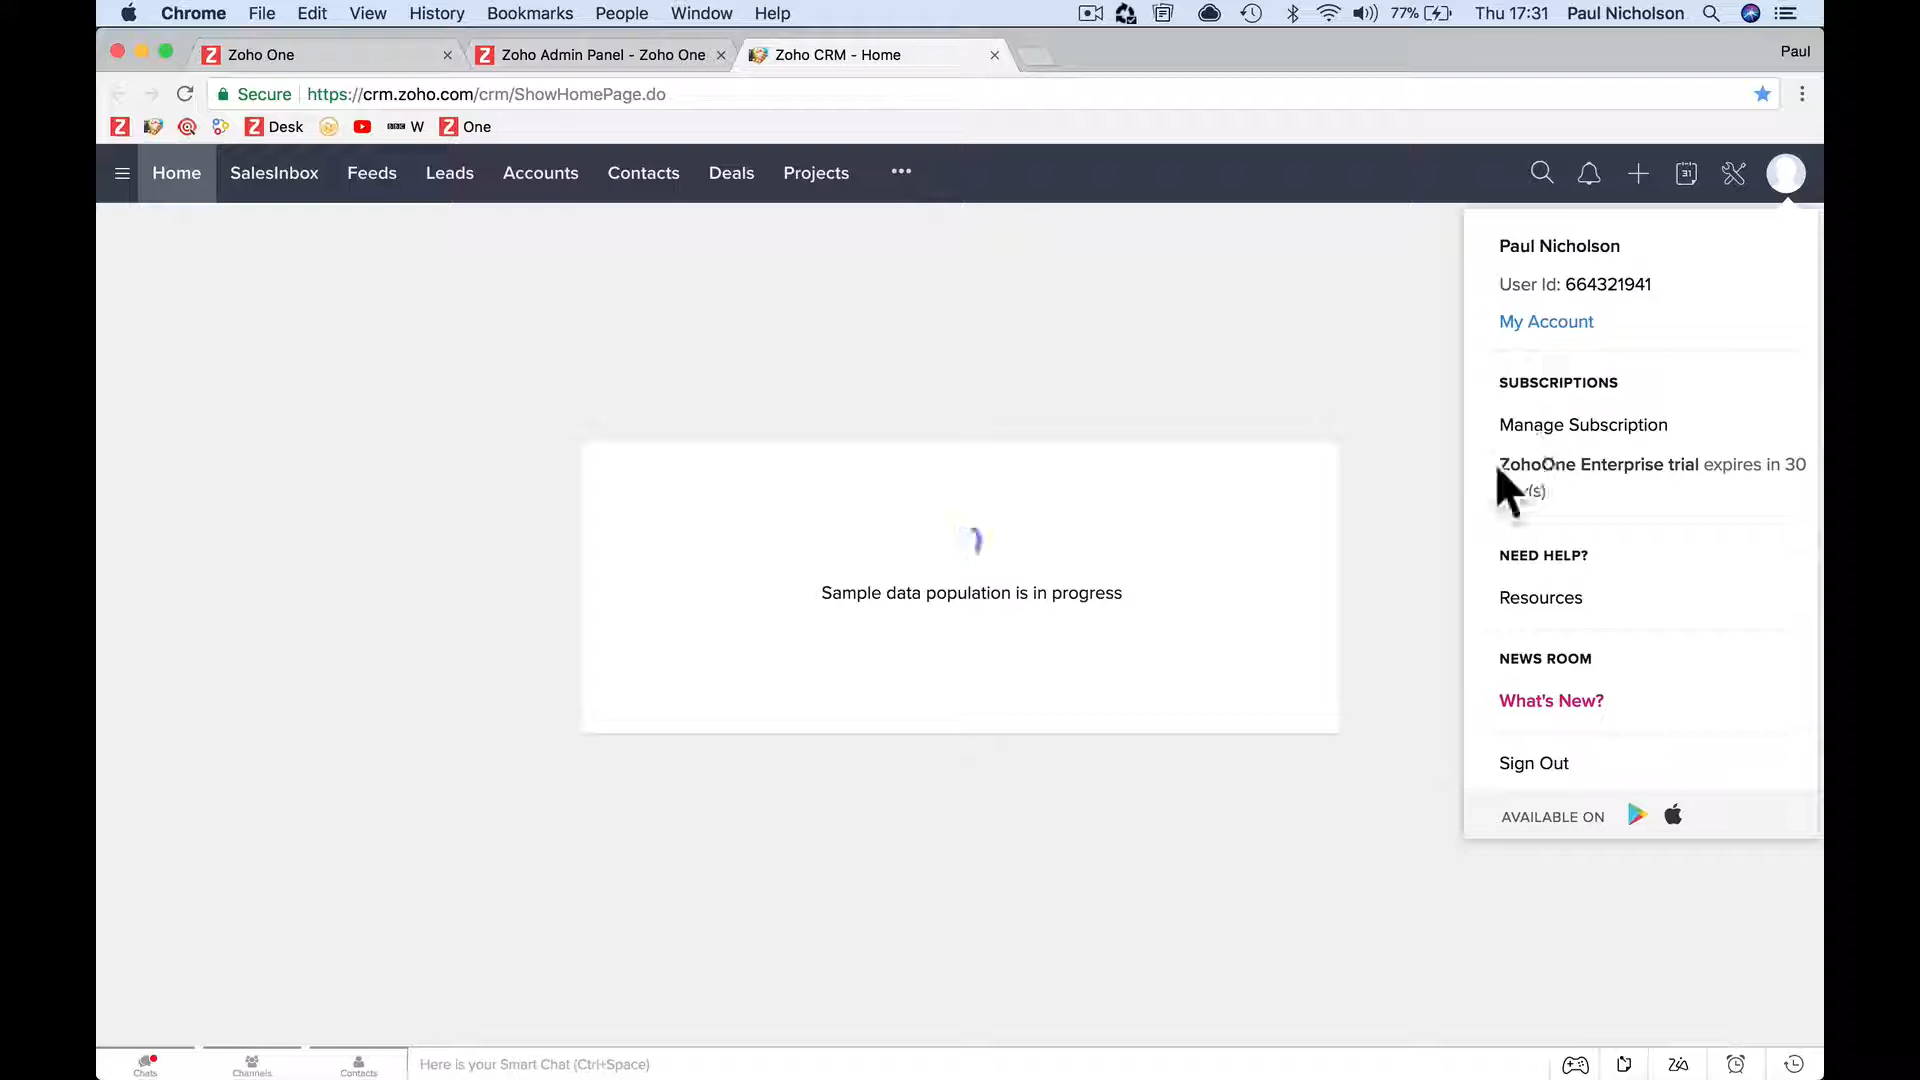 Chrome File Edit View History Bookmarks People Window Help 77% Thu 17:31 Paul Nicholson
Zoho One Zoho Admin Panel - Zoho One Zoho CRM - Home Paul
Secure https://crm.zoho.com/crm/ShowHomePage.do
Desk BBC W One
Home SalesInbox Feeds Leads Accounts Contacts Deals Projects ••• 31
Paul Nicholson
User Id: 664321941
My Account
SUBSCRIPTIONS
Manage Subscription
ZohoOne Enterprise trial expires in 30
Sample data population is in progress
NEED HELP?
Resources
NEWS ROOM
What's New?
Sign Out
AVAILABLE ON
Chats Channels Contacts Here is your Smart Chat (Ctrl+Space)